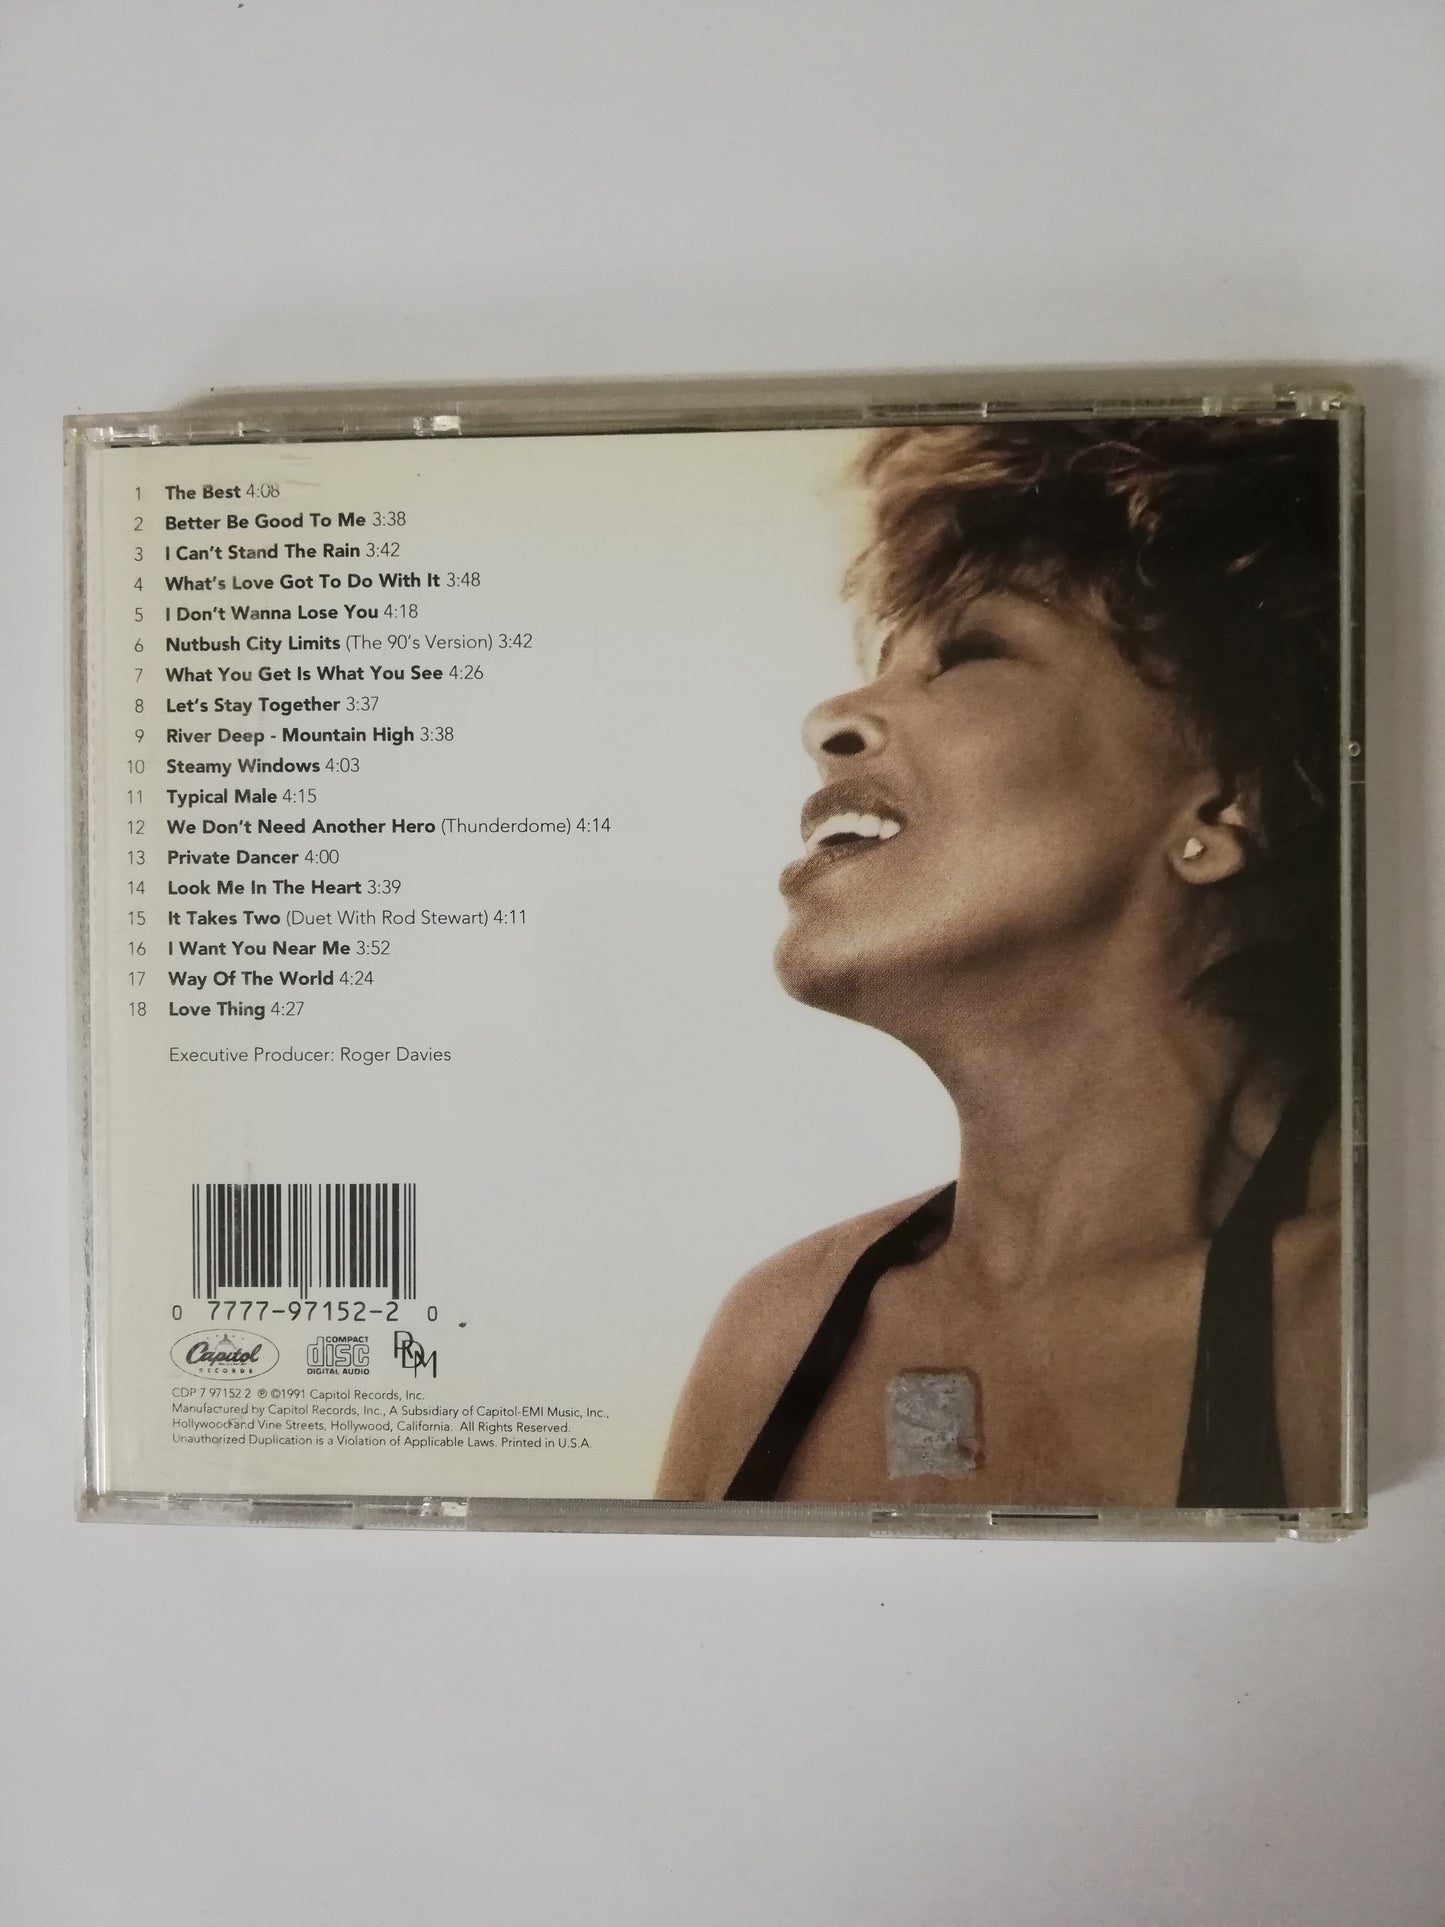 1 The Best 4:08
2 Better Be Good To Me 3:38
3 I Can't Stand The Rain 3:42
4 What's Love Got To Do With It 3:48
5 I Don't Wanna Lose You 4:18
6 Nutbush City Limits (The 90's Version) 3:42
7 What You Get Is What You See 4:26
8 Let's Stay Together 3:37
9 River Deep - Mountain High 3:38
10 Steamy Windows 4:03
11 Typical Male 4:15
12 We Don't Need Another Hero (Thunderdome) 4:14
13 Private Dancer 4:00
14 Look Me In The Heart 3:39
15 It Takes Two (Duet With Rod Stewart) 4:11
16 I Want You Near Me 3:52
17 Way Of The World 4:24
18 Love Thing 4:27
Executive Producer: Roger Davies
0 7777-97152-2 0
Capitol RECORDS
COMPACT disc DIGITAL AUDIO
RDM
CDP 7 97152 2 ℗ ©1991 Capitol Records, Inc.
Manufactured by Capitol Records, Inc., A Subsidiary of Capitol-EMI Music, Inc.,
Hollywood and Vine Streets, Hollywood, California. All Rights Reserved.
Unauthorized Duplication is a Violation of Applicable Laws. Printed in U.S.A.